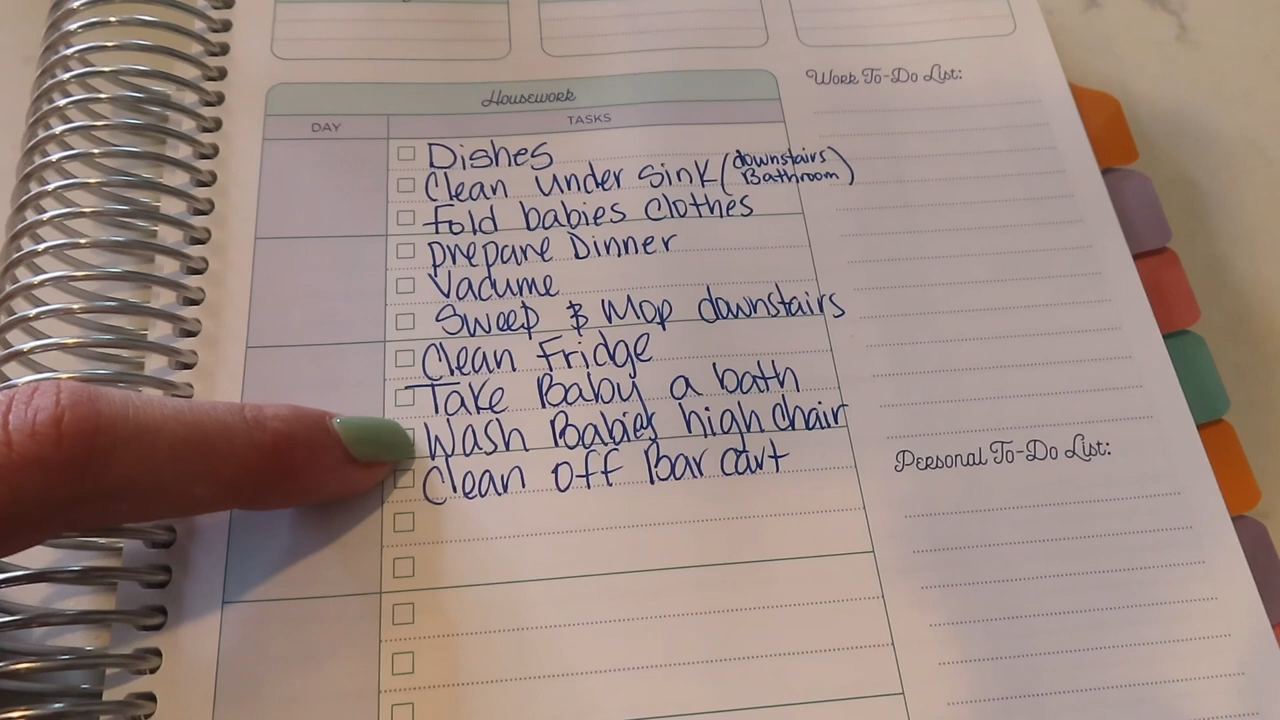 Housework
Work To-Do List:
DAY
TASKS
Dishes
Clean under sink (downstairs Bathroom)
fold babies clothes
prepare Dinner
Vacume
Sweep & Mop downstairs
Clean Fridge
Take Baby a bath
Wash Babies high chair
Clean off Bar cart
Personal To-Do List: